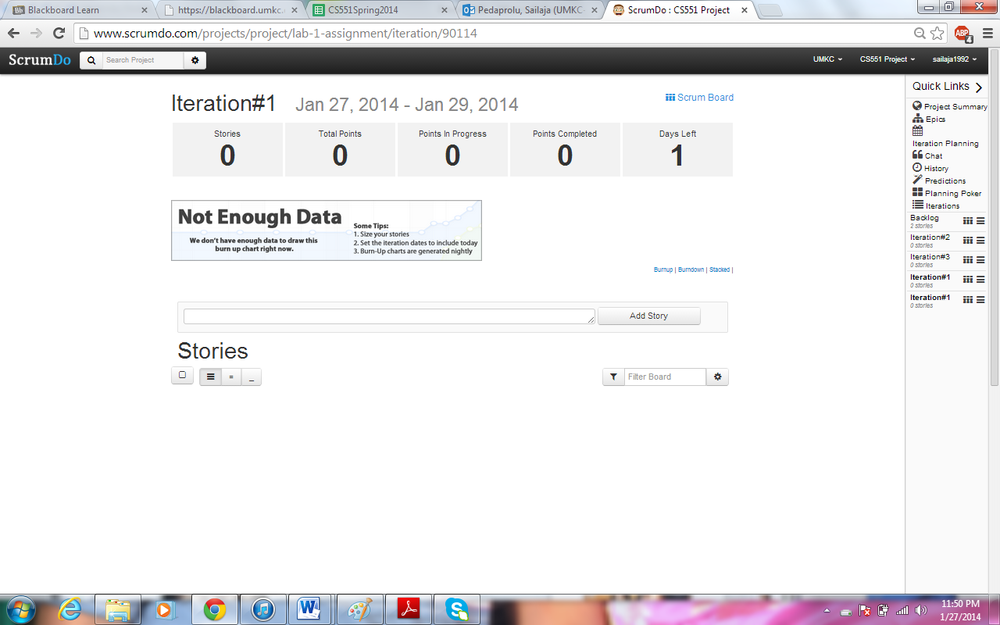 Blackboard Learn
https://blackboard.umkc.
CS551Spring2014
Pedaprolu, Sailaja (UMKC-
ScrumDo : CS551 Project
www.scrumdo.com/projects/project/lab-1-assignment/iteration/90114
ABP
4
ScrumDo
Search Project
UMKC
CS551 Project
sailaja1992
Iteration#1 Jan 27, 2014 - Jan 29, 2014
Scrum Board
Stories
0
Total Points
0
Points In Progress
0
Points Completed
0
Days Left
1
Not Enough Data
We don't have enough data to draw this
burn up chart right now.
Some Tips:
1. Size your stories
2. Set the iteration dates to include today
3. Burn-Up charts are generated nightly
Burnup | Burndown | Stacked |
Add Story
Stories
Filter Board
Quick Links
Project Summary
Epics
Iteration Planning
Chat
History
Predictions
Planning Poker
Iterations
Backlog
2 stories
Iteration#2
0 stories
Iteration#3
0 stories
Iteration#1
0 stories
Iteration#1
0 stories
11:50 PM
1/27/2014